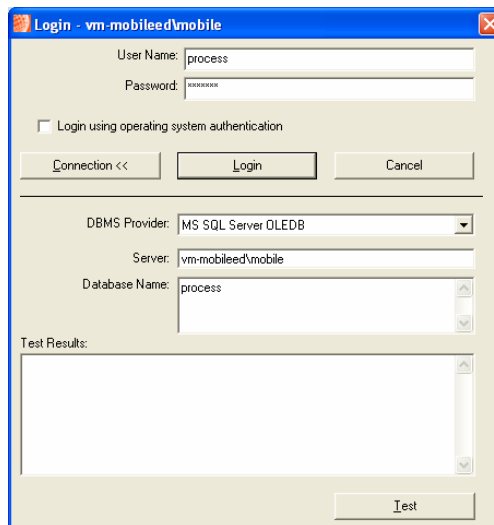 Login - vm-mobileed\mobile
User Name: process
Password: *******
Login using operating system authentication
Connection << Login Cancel
DBMS Provider: MS SQL Server OLEDB
Server: vm-mobileed\mobile
Database Name: process
Test Results:
Test